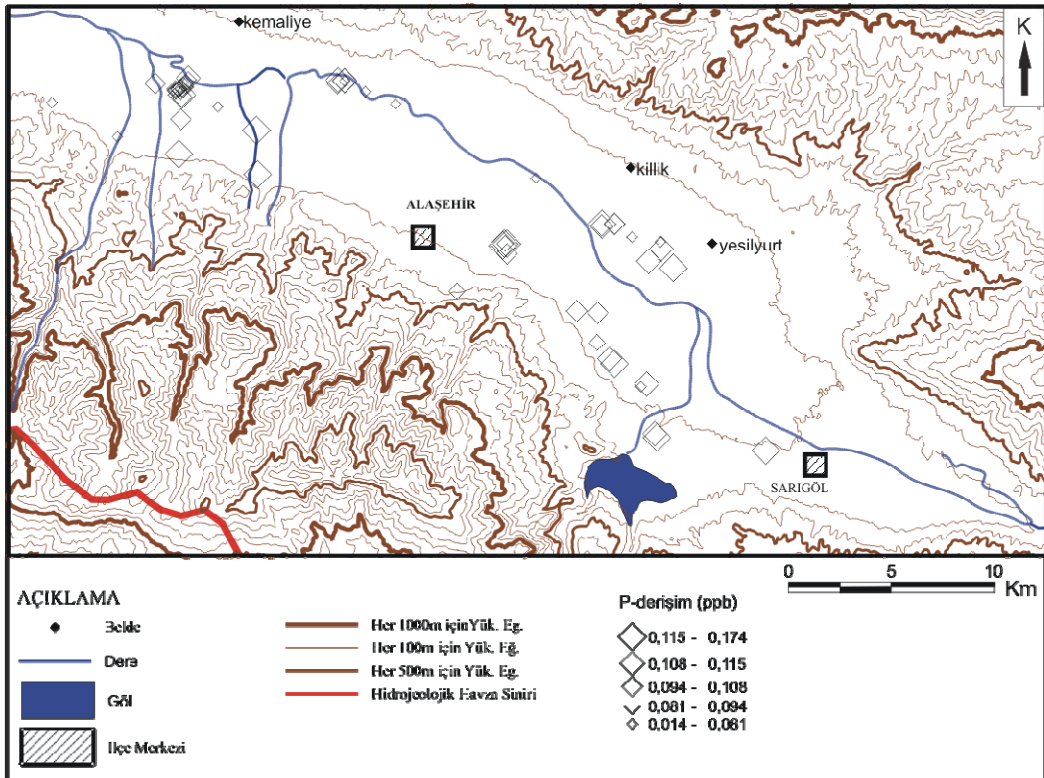 kemaliye
K
killik
ALAŞEHİR
yesilyurt
SARIGÖL
0 5 10
Km
AÇIKLAMA
Belde
Dere
Göl
İlçe Merkezi
Her 1000m için Yük. Eg.
Her 100m için Yük. Eğ.
Her 500m için Yük. Eg.
Hidrojeolojik Havza Siniri
P-derişim (ppb)
0,115 - 0,174
0,108 - 0,115
0,094 - 0,108
0,081 - 0,094
0,014 - 0,081